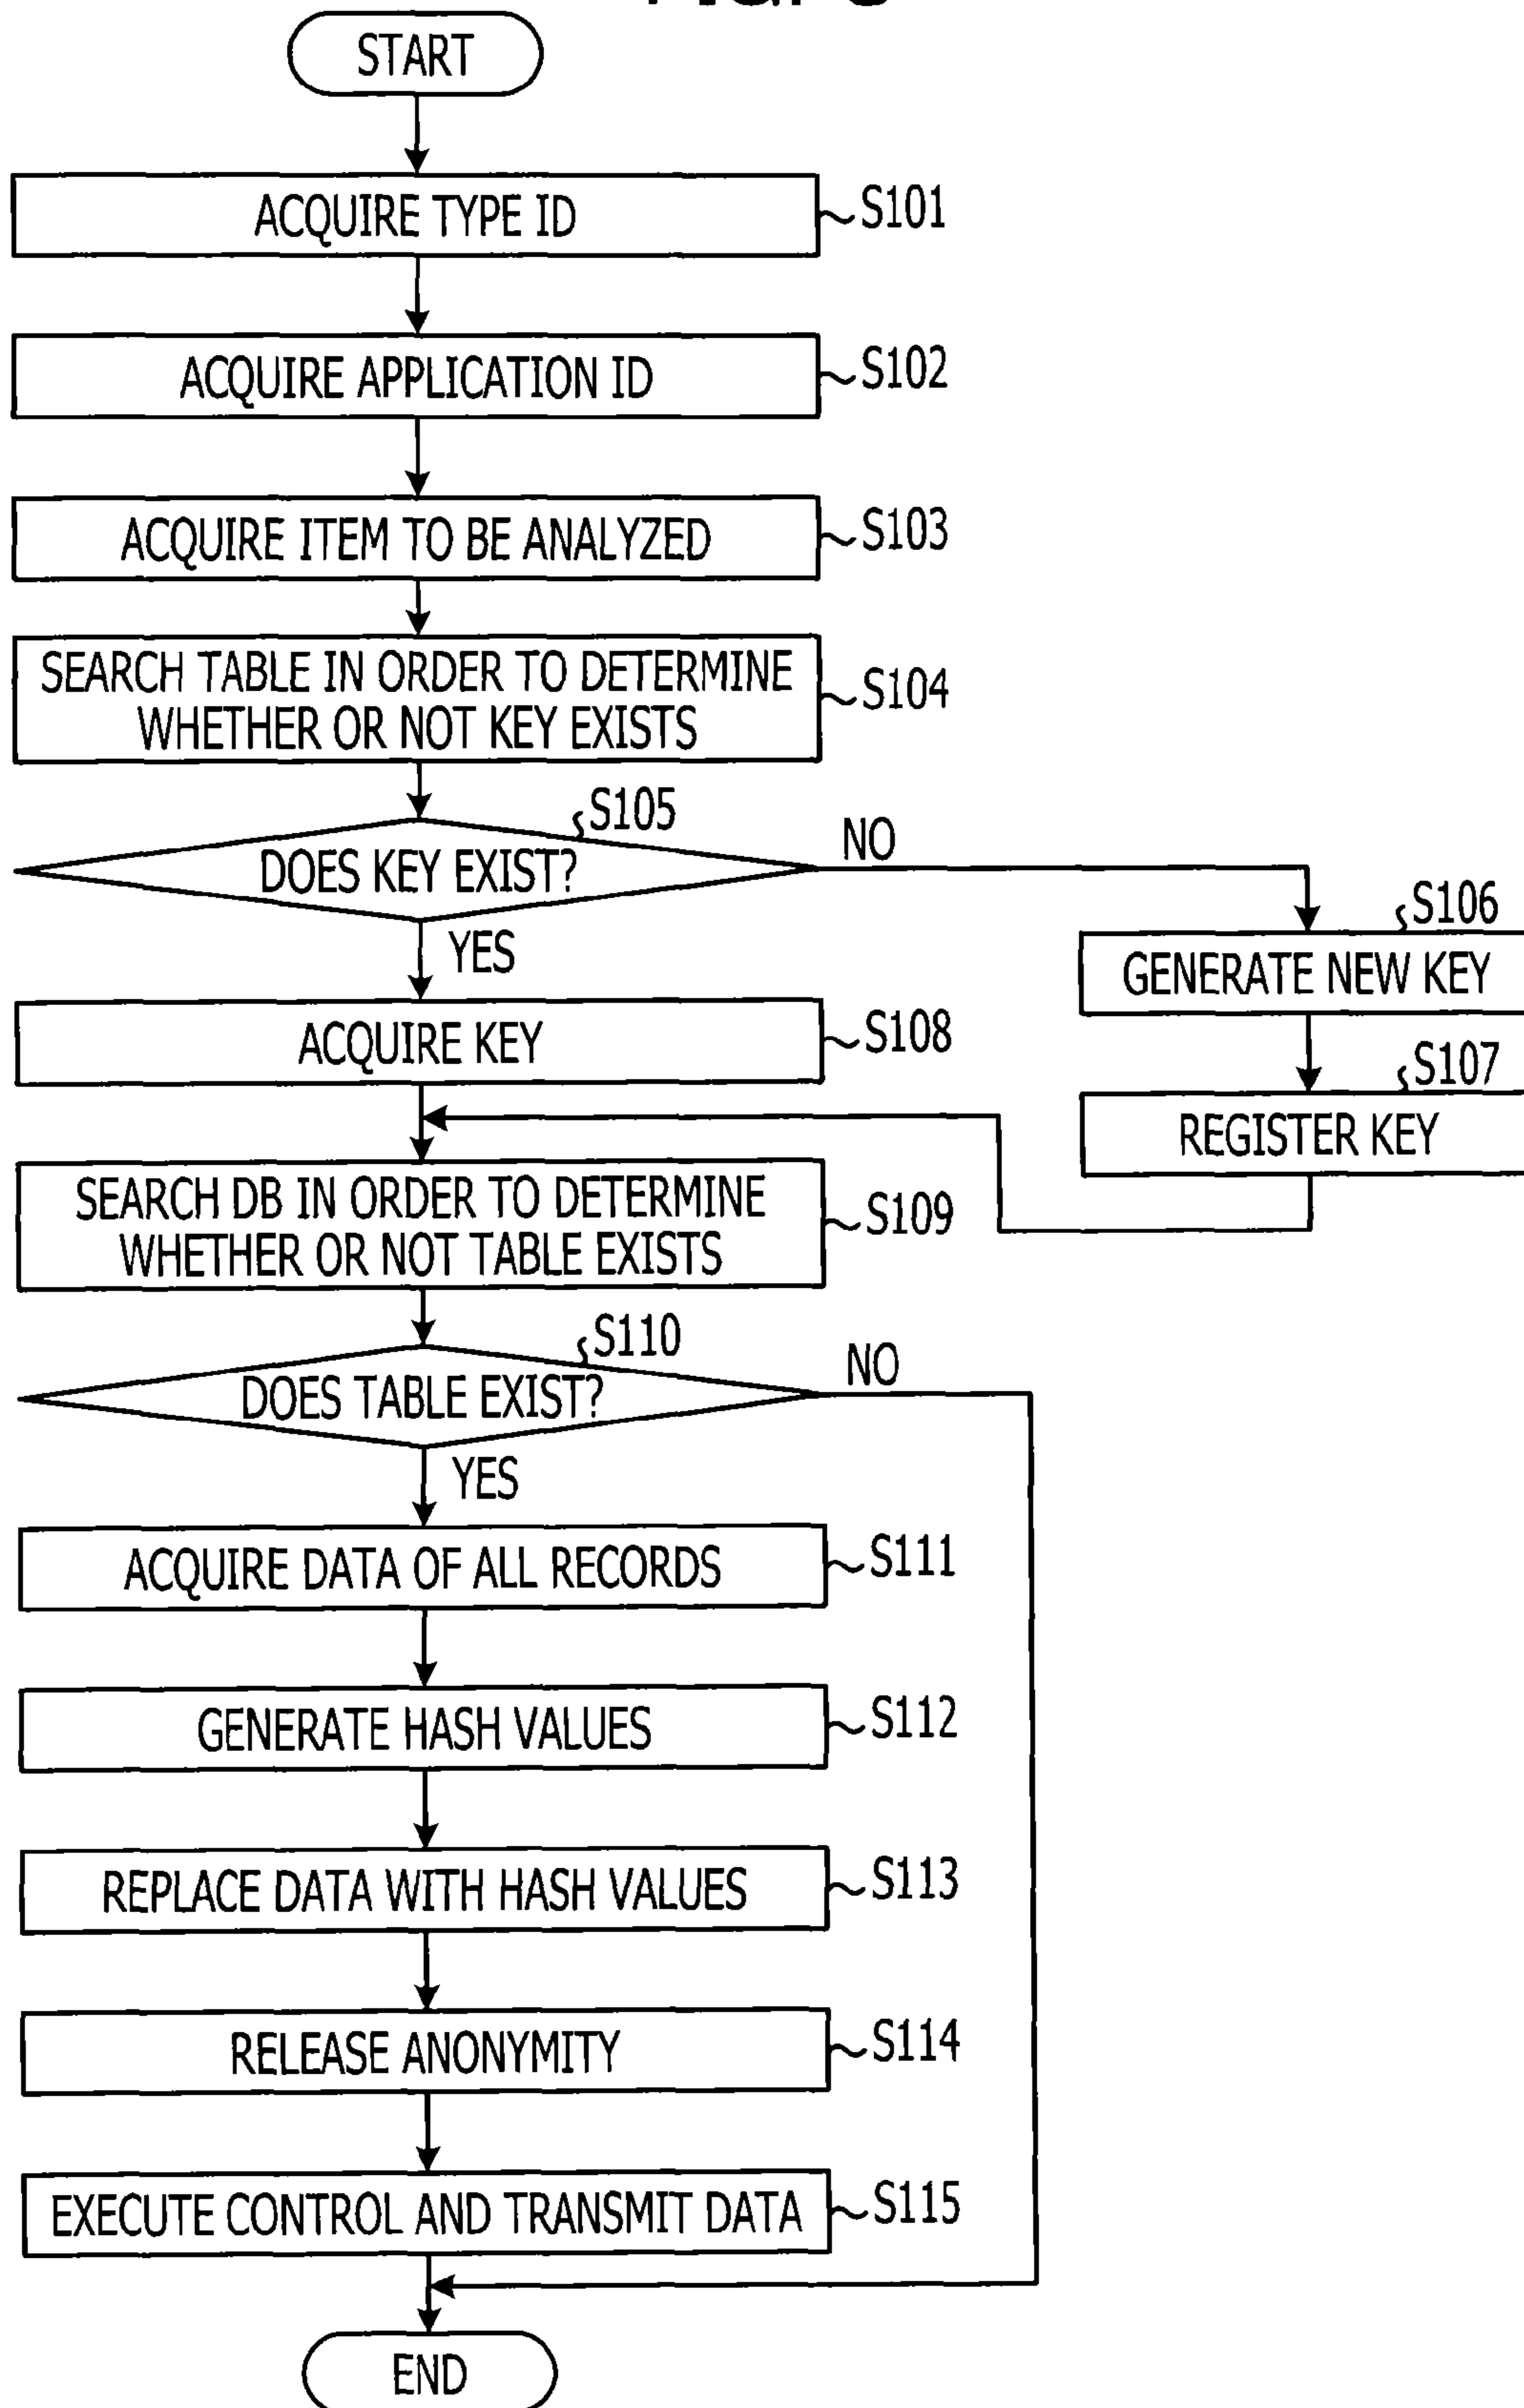 START
ACQUIRE TYPE ID
S101
ACQUIRE APPLICATION ID
S102
ACQUIRE ITEM TO BE ANALYZED
S103
SEARCH TABLE IN ORDER TO DETERMINE
WHETHER OR NOT KEY EXISTS
S104
S105
DOES KEY EXIST?
NO
YES
S106
GENERATE NEW KEY
ACQUIRE KEY
S108
S107
REGISTER KEY
SEARCH DB IN ORDER TO DETERMINE
WHETHER OR NOT TABLE EXISTS
S109
S110
DOES TABLE EXIST?
NO
YES
ACQUIRE DATA OF ALL RECORDS
S111
GENERATE HASH VALUES
S112
REPLACE DATA WITH HASH VALUES
S113
RELEASE ANONYMITY
S114
EXECUTE CONTROL AND TRANSMIT DATA
S115
END